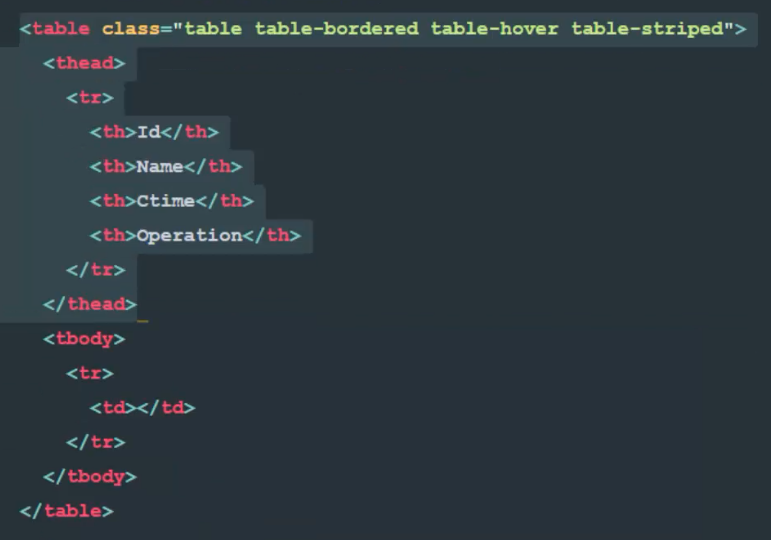 <table class="table table-bordered table-hover table-striped">
<thead>
<tr>
<th>Id</th>
<th>Name</th>
<th>Ctime</th>
<th>Operation</th>
</tr>
</thead>
<tbody>
<tr>
<td></td>
</tr>
</tbody>
</table>